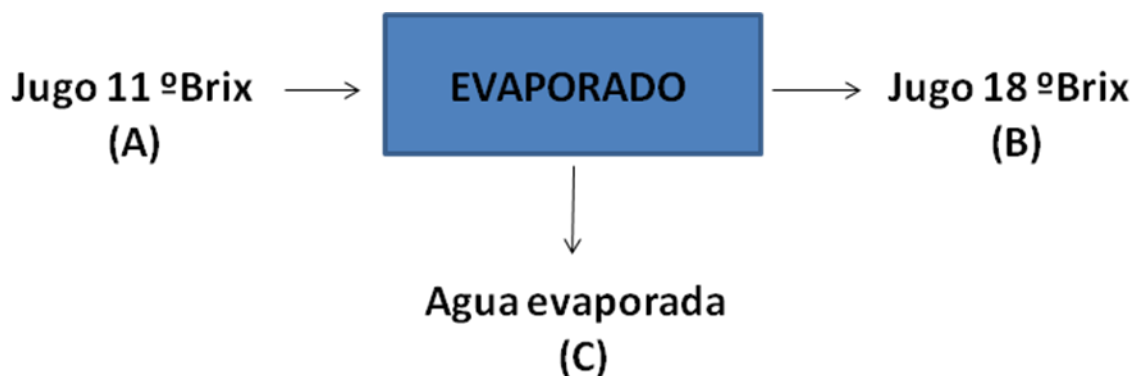 Jugo 11 ºBrix
(A)
EVAPORADO
Jugo 18 ºBrix
(B)
Agua evaporada
(C)